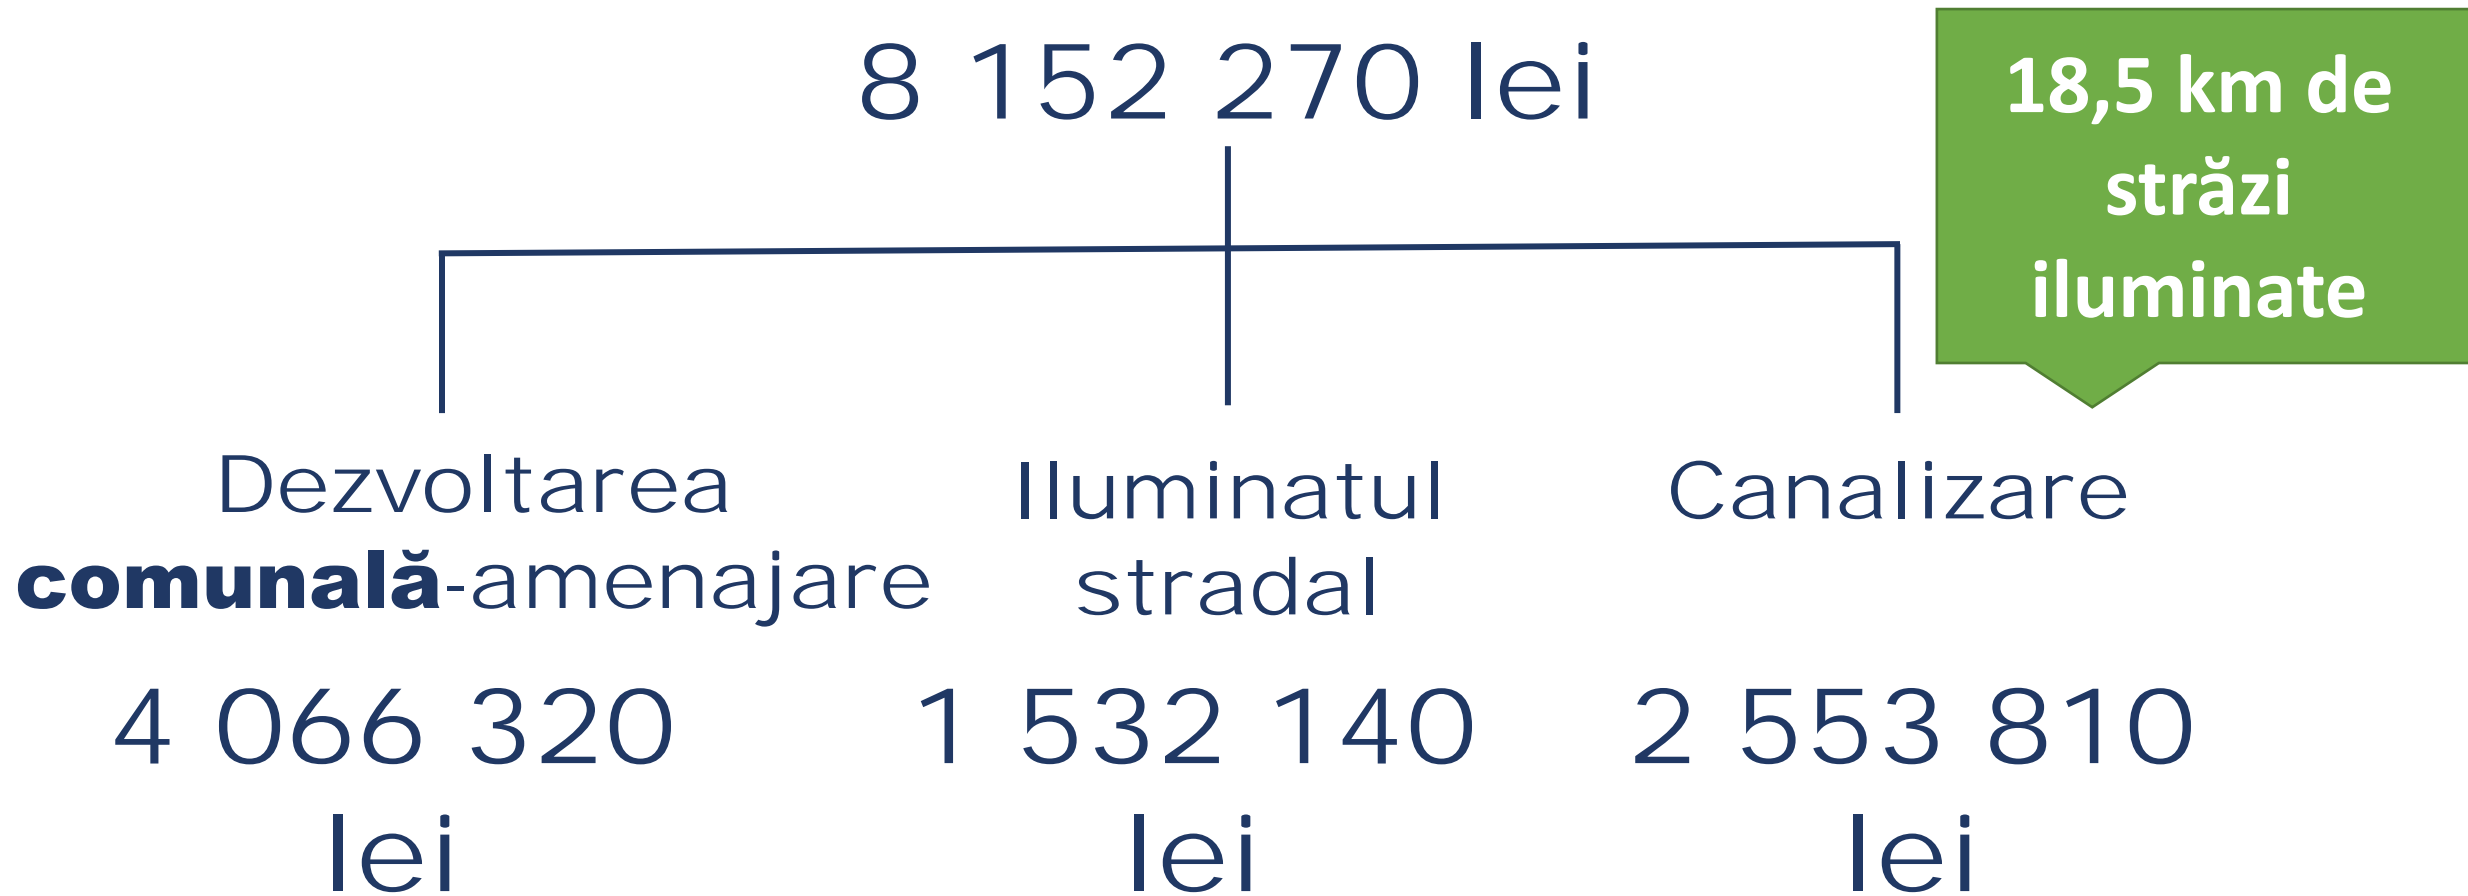 8 152 270 lei
18,5 km de
străzi
iluminate
Dezvoltarea
comunală-amenajare
4 066 320
lei
Iluminatul
stradal
1 532 140
lei
Canalizare
2 553 810
lei